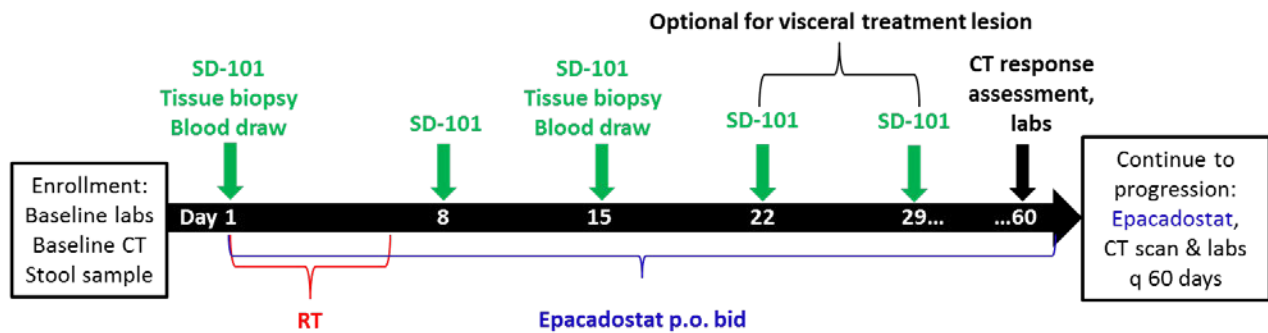 Optional for visceral treatment lesion
SD-101
Tissue biopsy
Blood draw
SD-101
SD-101
Tissue biopsy
Blood draw
SD-101
SD-101
CT response
assessment,
labs
Enrollment:
Baseline labs
Baseline CT
Stool sample
Day 1 8 15 22 29... ...60
Continue to
progression:
Epacadostat,
CT scan & labs
q 60 days
RT
Epacadostat p.o. bid